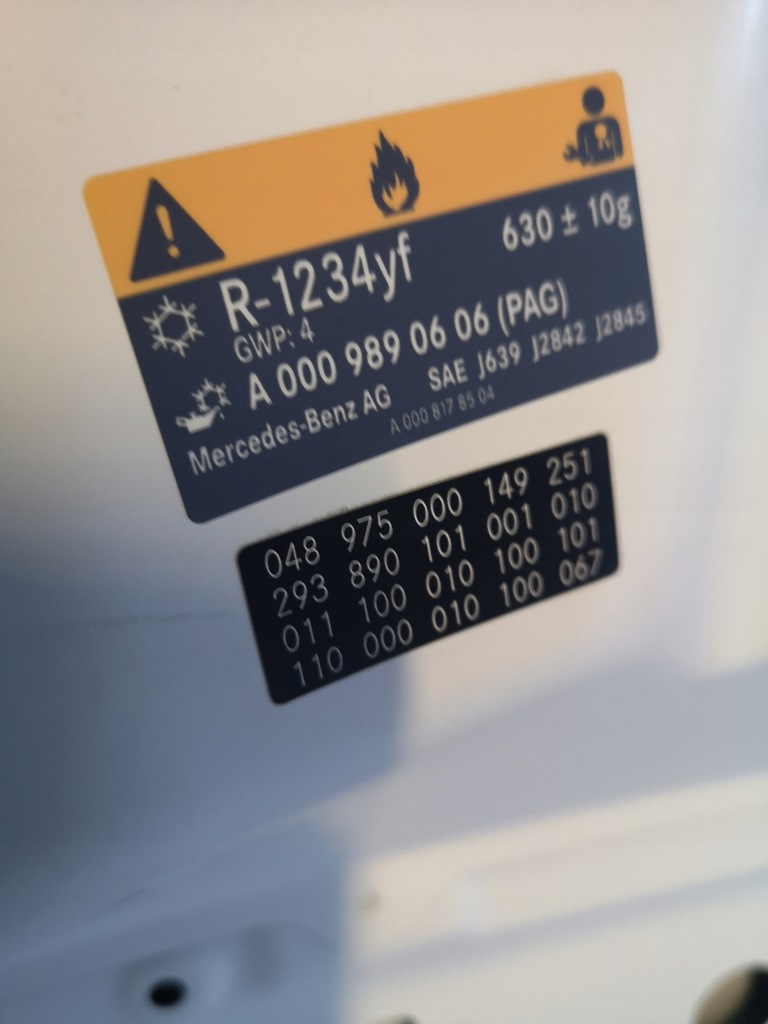 R-1234yf 630 ± 10g
GWP: 4
A 000 989 06 06 (PAG)
Mercedes-Benz AG SAE J639 J2842 J2845
A 000 817 85 04
048 975 000 149 251
293 890 101 001 010
011 100 010 100 101
110 000 010 100 067